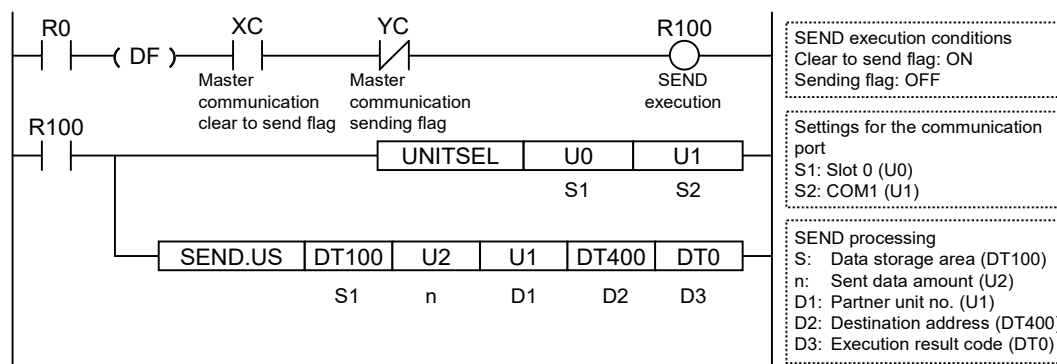 R0
XC
YC
R100
( DF )
Master
communication
clear to send flag
Master
communication
sending flag
SEND
execution
R100
UNITSEL U0 U1
S1 S2
SEND.US DT100 U2 U1 DT400 DT0
S1 n D1 D2 D3
SEND execution conditions
Clear to send flag: ON
Sending flag: OFF
Settings for the communication
port
S1: Slot 0 (U0)
S2: COM1 (U1)
SEND processing
S: Data storage area (DT100)
n: Sent data amount (U2)
D1: Partner unit no. (U1)
D2: Destination address (DT400)
D3: Execution result code (DT0)